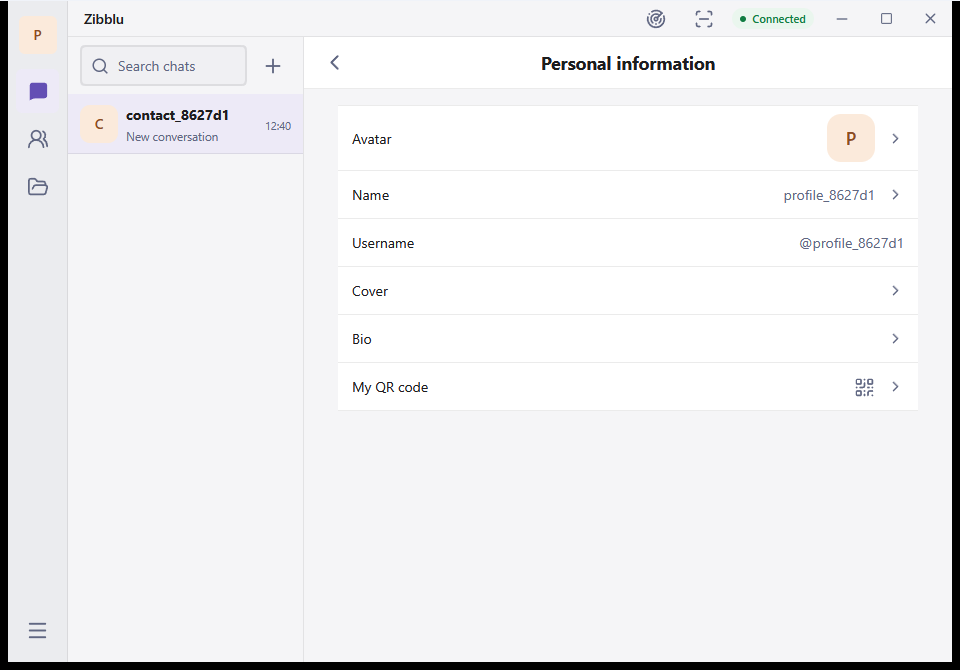 P
Zibblu
Connected
Search chats
C
contact_8627d1
New conversation
12:40
Personal information
Avatar
P
Name
profile_8627d1
Username
@profile_8627d1
Cover
Bio
My QR code